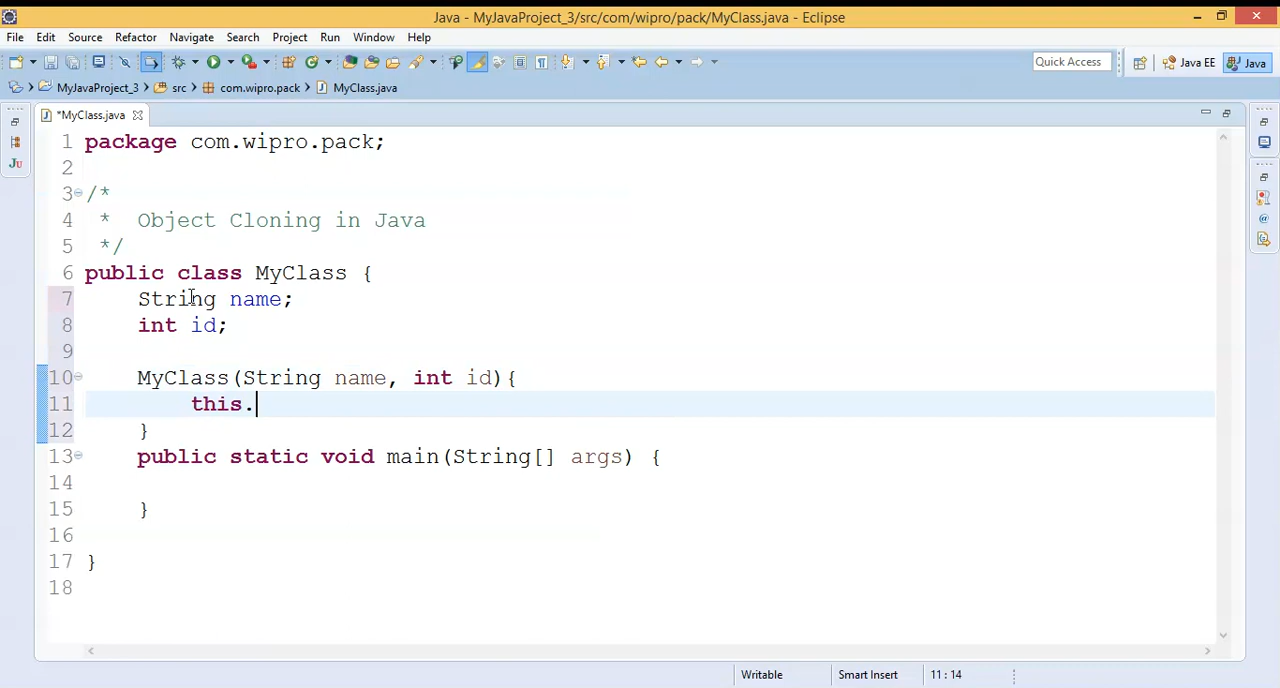 Java - MyJavaProject_3/src/com/wipro/pack/MyClass.java - Eclipse
File Edit Source Refactor Navigate Search Project Run Window Help
Quick Access Java EE Java
MyJavaProject_3 src com.wipro.pack MyClass.java
*MyClass.java
1 package com.wipro.pack;
2
3 /*
4 * Object Cloning in Java
5 */
6 public class MyClass {
7 String name;
8 int id;
9
10 MyClass(String name, int id){
11 this.
12 }
13 public static void main(String[] args) {
14
15 }
16
17 }
18
Writable Smart Insert 11 : 14